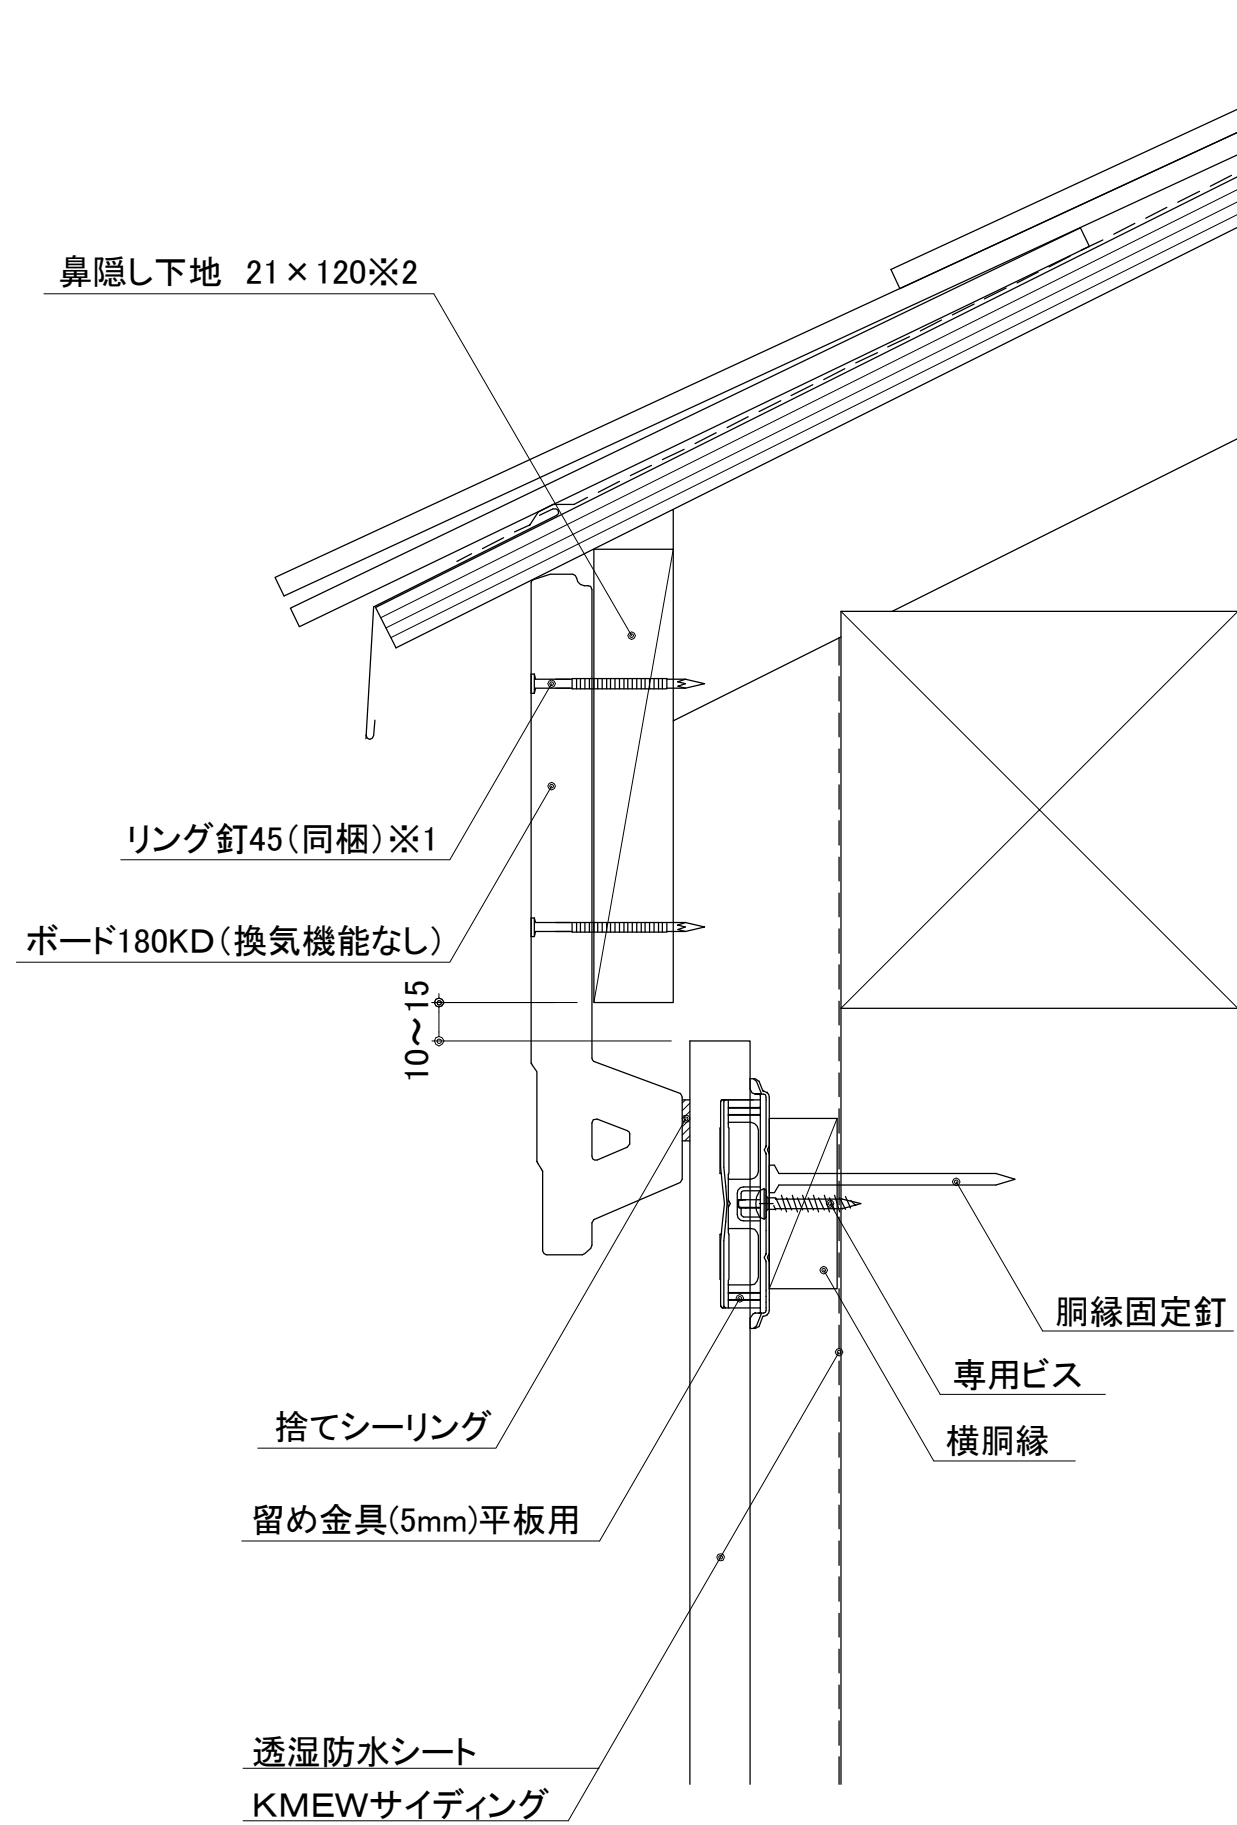 鼻隠し下地 21×120※2
リング釘45(同梱)※1
ボード180KD(換気機能なし)
10～15
胴縁固定釘
専用ビス
横胴縁
捨てシーリング
留め金具(5mm)平板用
透湿防水シート
KMEWサイディング